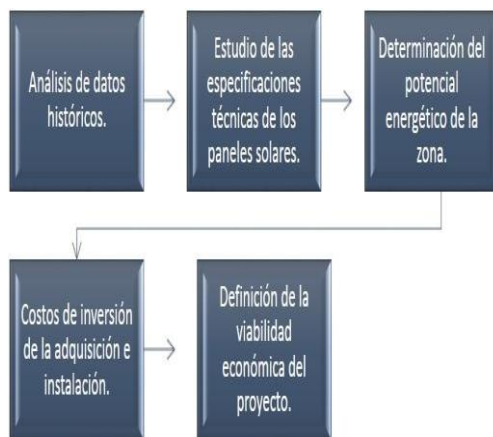 Análisis de datos
históricos.
Estudio de las
especificaciones
técnicas de los
paneles solares.
Determinación del
potencial
energético de la
zona.
Costos de inversión
de la adquisición e
instalación.
Definición de la
viabilidad
económica del
proyecto.